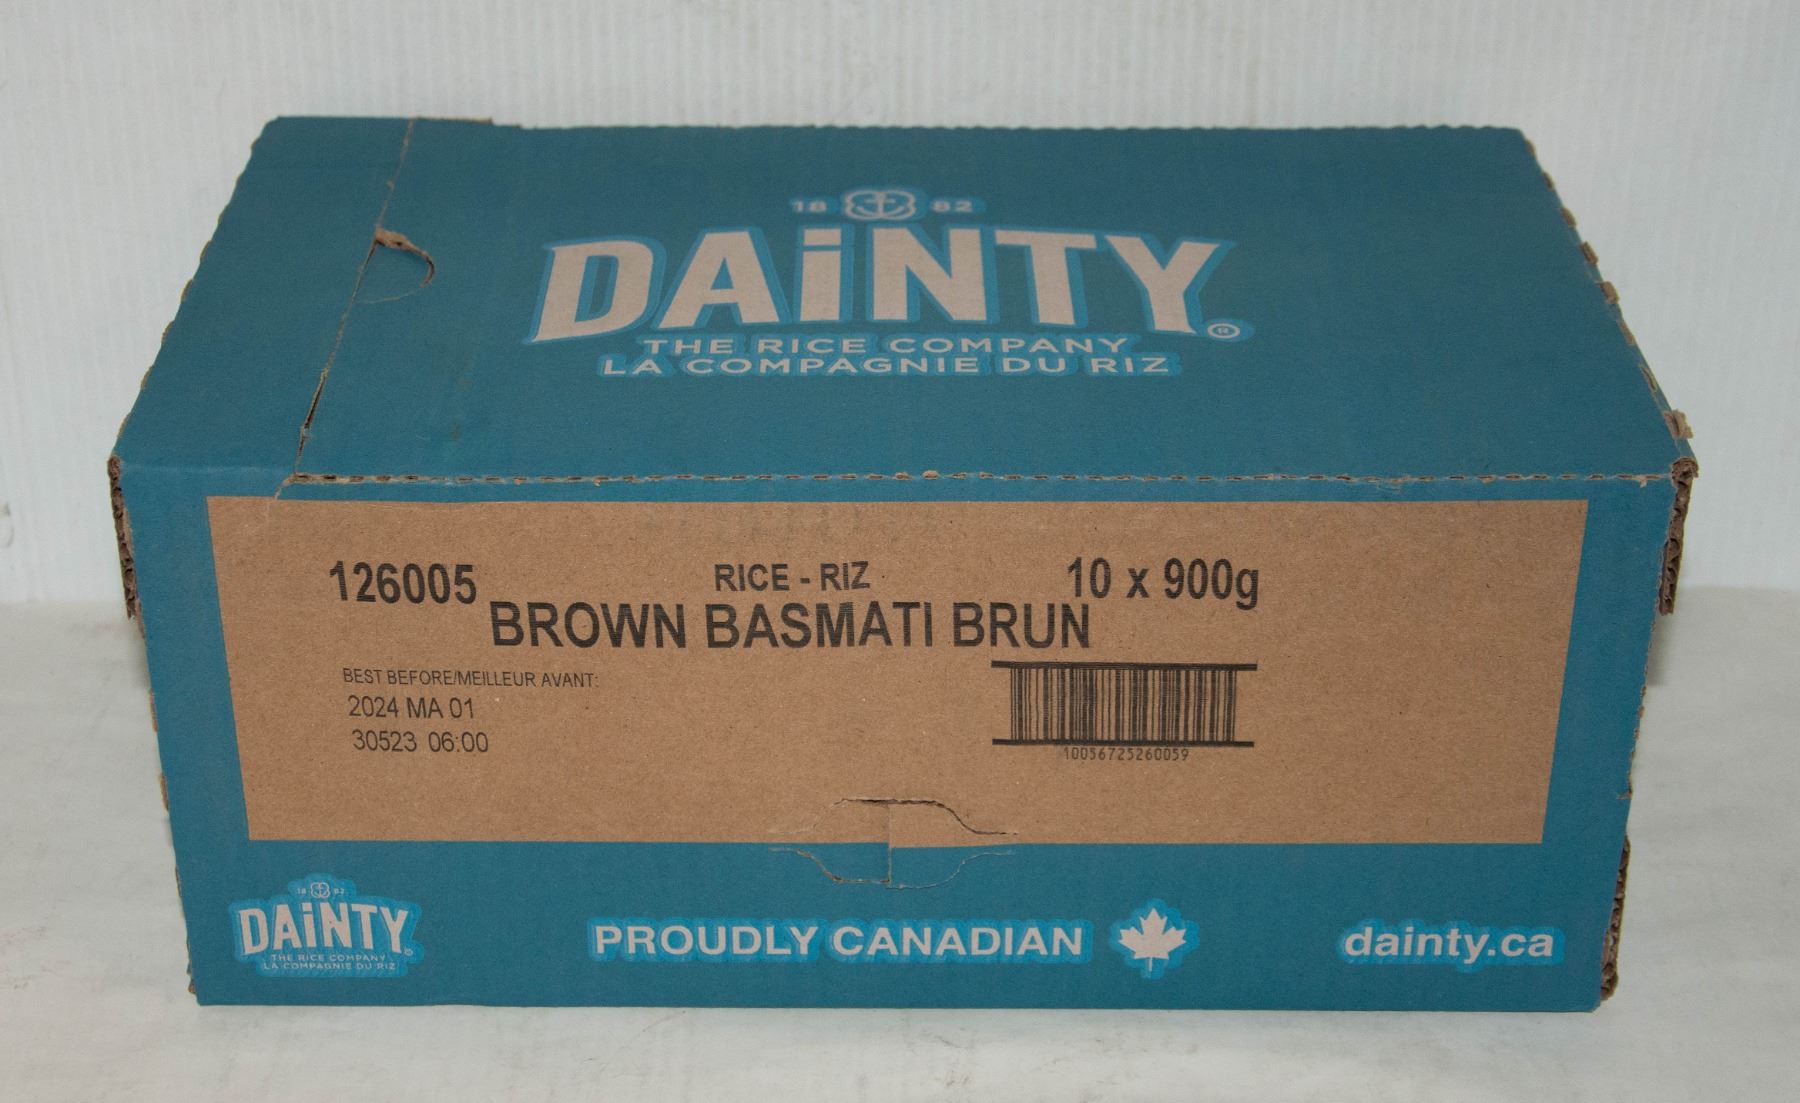 18 82
DAiNTY®
THE RICE COMPANY
LA COMPAGNIE DU RIZ
126005
RICE - RIZ
10 x 900g
BROWN BASMATI BRUN
BEST BEFORE/MEILLEUR AVANT:
2024 MA 01
30523 06:00
10056725260059
18 82
DAiNTY®
THE RICE COMPANY
LA COMPAGNIE DU RIZ
PROUDLY CANADIAN
dainty.ca